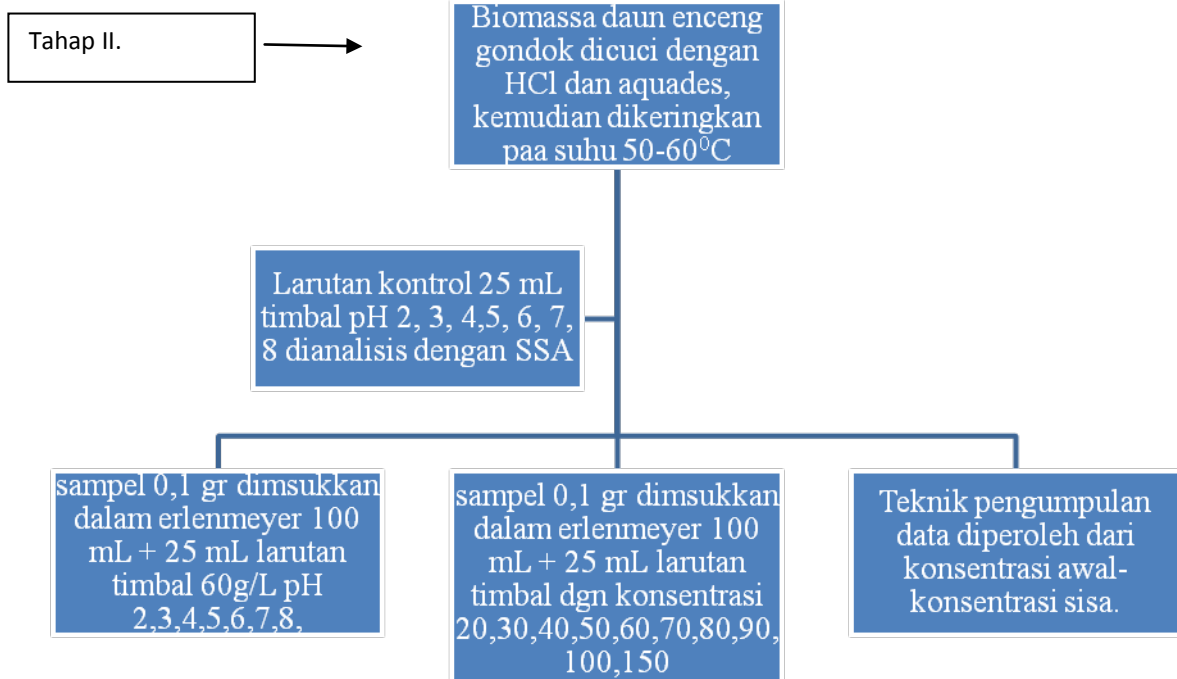 Tahap II.
Biomassa daun enceng
gondok dicuci dengan
HCl dan aquades,
kemudian dikeringkan
paa suhu 50-60⁰C
Larutan kontrol 25 mL
timbal pH 2, 3, 4,5, 6, 7,
8 dianalisis dengan SSA
sampel 0,1 gr dimsukkan
dalam erlenmeyer 100
mL + 25 mL larutan
timbal 60g/L pH
2,3,4,5,6,7,8,
sampel 0,1 gr dimsukkan
dalam erlenmeyer 100
mL + 25 mL larutan
timbal dgn konsentrasi
20,30,40,50,60,70,80,90,
100,150
Teknik pengumpulan
data diperoleh dari
konsentrasi awal-
konsentrasi sisa.